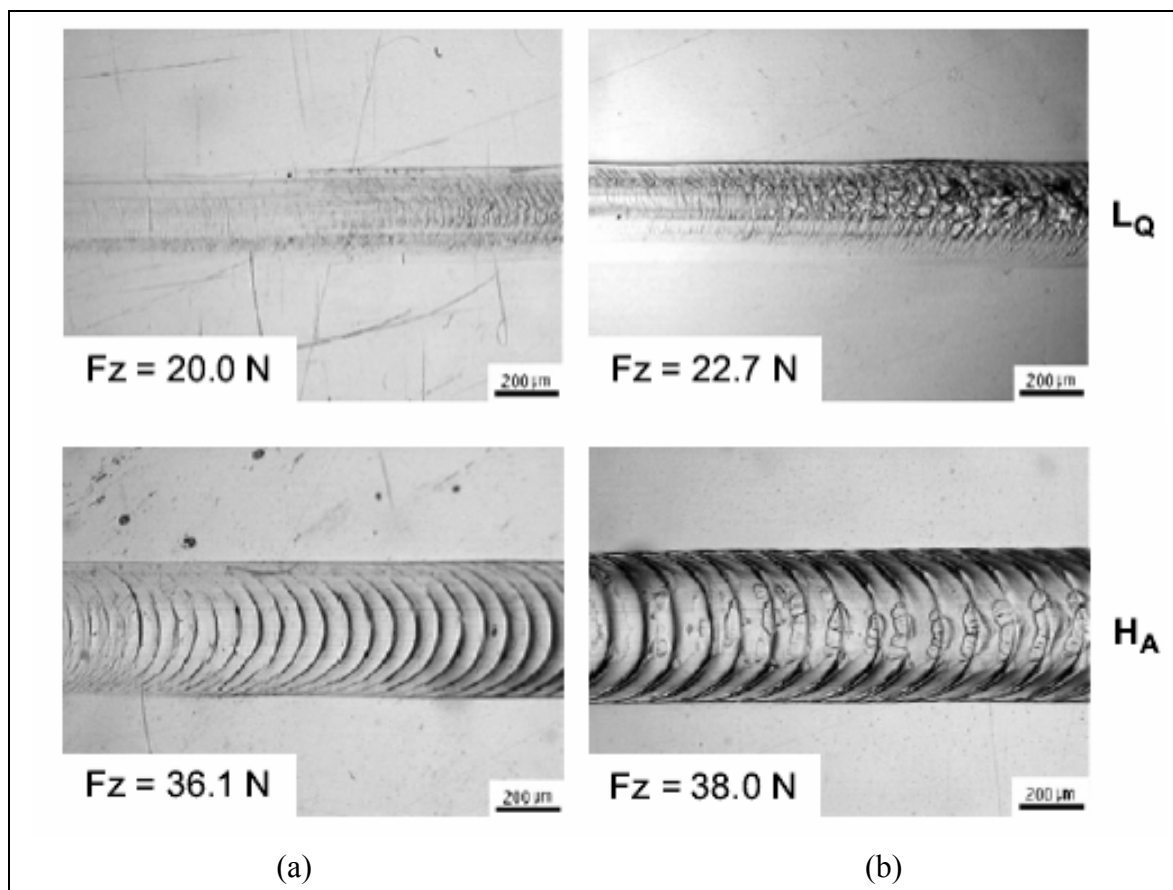 Fz = 20.0 N
200 µm
Fz = 22.7 N
200 µm
LQ
Fz = 36.1 N
200 µm
Fz = 38.0 N
200 µm
HA
(a)
(b)